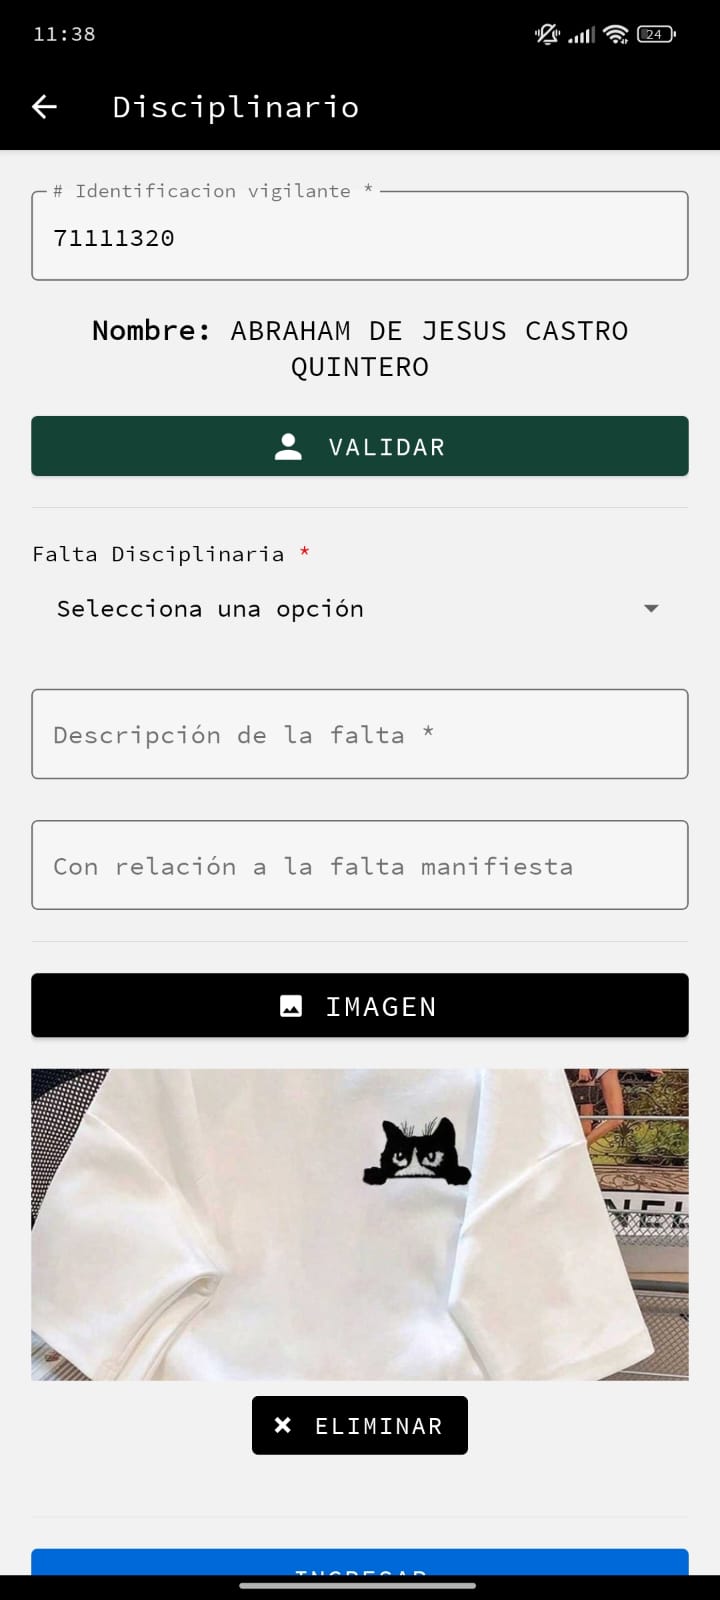 11:38
24
Disciplinario
# Identificacion vigilante *
71111320
Nombre: ABRAHAM DE JESUS CASTRO
QUINTERO
VALIDAR
Falta Disciplinaria *
Selecciona una opción
Descripción de la falta *
Con relación a la falta manifiesta
IMAGEN
ELIMINAR
INGRESAR